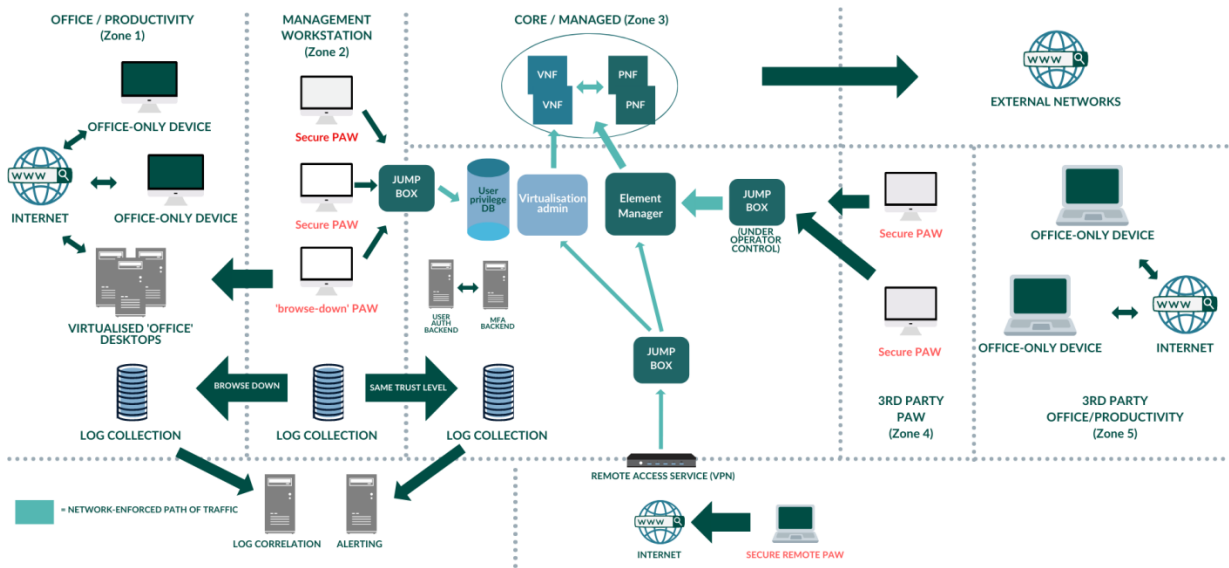 OFFICE / PRODUCTIVITY
(Zone 1)
OFFICE-ONLY DEVICE
WWW
INTERNET
OFFICE-ONLY DEVICE
VIRTUALISED 'OFFICE'
DESKTOPS
LOG COLLECTION
MANAGEMENT
WORKSTATION
(Zone 2)
Secure PAW
Secure PAW
'browse-down' PAW
JUMP
BOX
BROWSE DOWN
SAME TRUST LEVEL
LOG COLLECTION
CORE / MANAGED (Zone 3)
VNF
VNF
PNF
PNF
User
privilege
DB
Virtualisation
admin
Element
Manager
JUMP
BOX
(UNDER
OPERATOR
CONTROL)
USER
AUTH
BACKEND
MFA
BACKEND
JUMP
BOX
LOG COLLECTION
WWW
EXTERNAL NETWORKS
Secure PAW
Secure PAW
3RD PARTY
PAW
(Zone 4)
OFFICE-ONLY DEVICE
OFFICE-ONLY DEVICE
WWW
INTERNET
3RD PARTY
OFFICE/PRODUCTIVITY
(Zone 5)
REMOTE ACCESS SERVICE (VPN)
= NETWORK-ENFORCED PATH OF TRAFFIC
LOG CORRELATION
ALERTING
WWW
INTERNET
SECURE REMOTE PAW